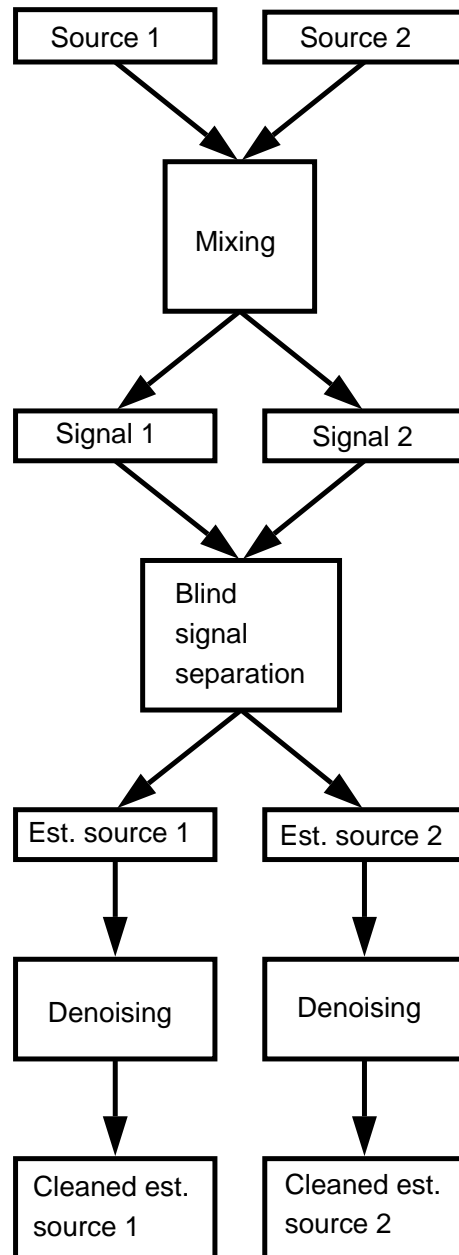 Source 1
Source 2
Mixing
Signal 1
Signal 2
Blind
signal
separation
Est. source 1
Est. source 2
Denoising
Denoising
Cleaned est.
source 1
Cleaned est.
source 2